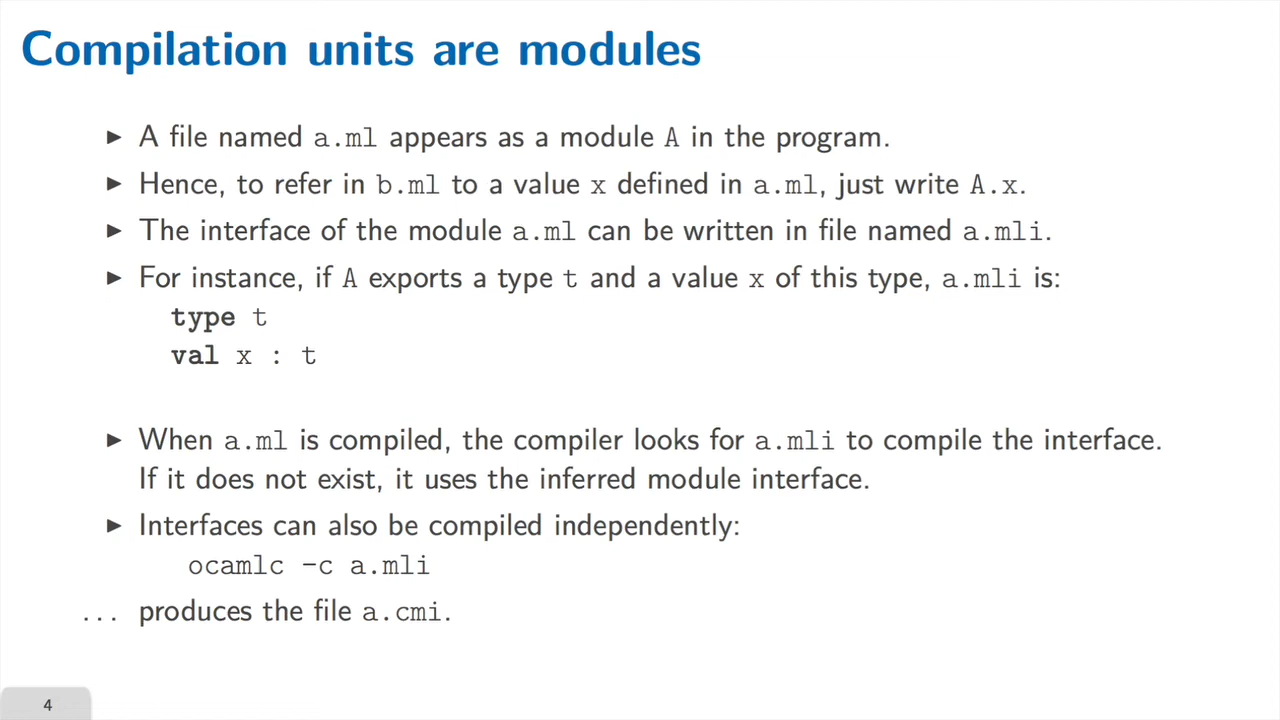 Compilation units are modules
▶ A file named a.ml appears as a module A in the program.
▶ Hence, to refer in b.ml to a value x defined in a.ml, just write A.x.
▶ The interface of the module a.ml can be written in file named a.mli.
▶ For instance, if A exports a type t and a value x of this type, a.mli is:
type t
val x : t
▶ When a.ml is compiled, the compiler looks for a.mli to compile the interface.
If it does not exist, it uses the inferred module interface.
▶ Interfaces can also be compiled independently:
ocamlc -c a.mli
... produces the file a.cmi.
4